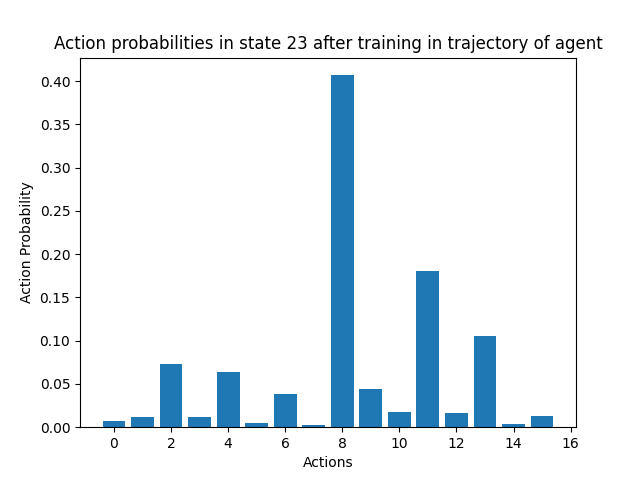 Action probabilities in state 23 after training in trajectory of agent
0.40
0.35
0.30
0.25
0.20
0.15
0.10
0.05
0.00
Action Probability
0 2 4 6 8 10 12 14 16
Actions